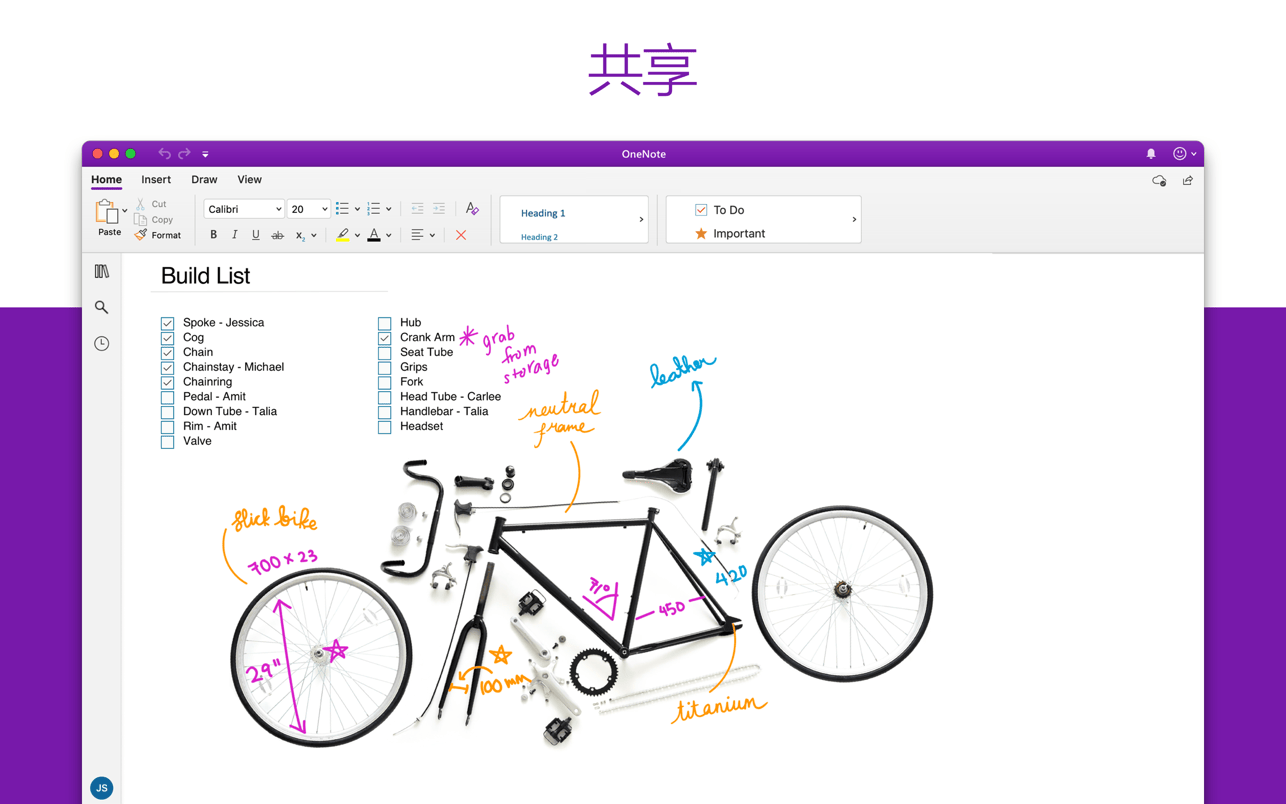 共享
OneNote
Home Insert Draw View
Paste
Cut
Copy
Format
Calibri 20
B I U ab x₂ A
Heading 1
Heading 2
To Do
Important
Build List
Spoke - Jessica
Cog
Chain
Chainstay - Michael
Chainring
Pedal - Amit
Down Tube - Talia
Rim - Amit
Valve
Hub
Crank Arm
Seat Tube
Grips
Fork
Head Tube - Carlee
Handlebar - Talia
Headset
grab
from
storage
leather
neutral
frame
slick bike
700 x 23
29"
71°
450
420
100 mm
titanium
JS